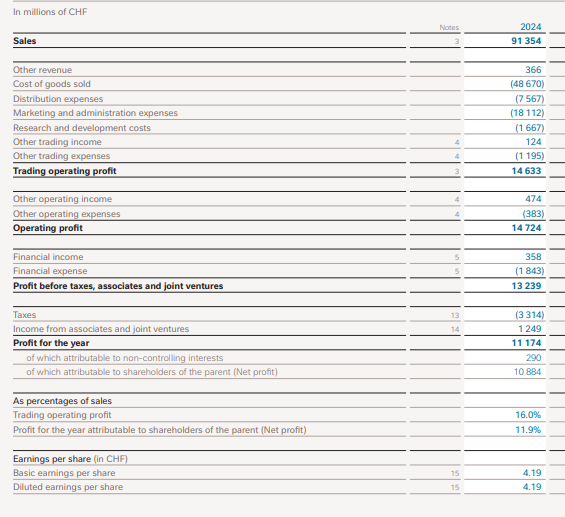 In millions of CHF
Notes 2024
Sales 3 91 354
Other revenue 366
Cost of goods sold (48 670)
Distribution expenses (7 567)
Marketing and administration expenses (18 112)
Research and development costs (1 667)
Other trading income 4 124
Other trading expenses 4 (1 195)
Trading operating profit 3 14 633
Other operating income 4 474
Other operating expenses 4 (383)
Operating profit 14 724
Financial income 5 358
Financial expense 5 (1 843)
Profit before taxes, associates and joint ventures 13 239
Taxes 13 (3 314)
Income from associates and joint ventures 14 1 249
Profit for the year 11 174
of which attributable to non-controlling interests 290
of which attributable to shareholders of the parent (Net profit) 10 884
As percentages of sales
Trading operating profit 16.0%
Profit for the year attributable to shareholders of the parent (Net profit) 11.9%
Earnings per share (in CHF)
Basic earnings per share 15 4.19
Diluted earnings per share 15 4.19